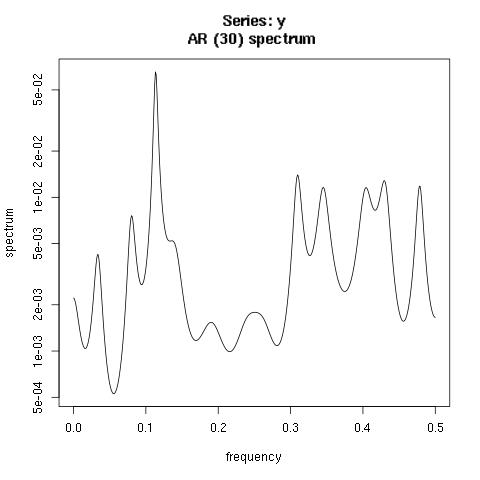 Series: y
AR (30) spectrum
5e-02
2e-02
1e-02
5e-03
2e-03
1e-03
5e-04
spectrum
0.0 0.1 0.2 0.3 0.4 0.5
frequency